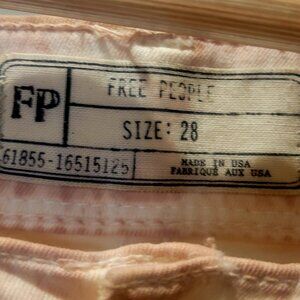 FP
FREE PEOPLE
SIZE: 28
61855-16515125
MADE IN USA
FABRIQUÉ AUX USA